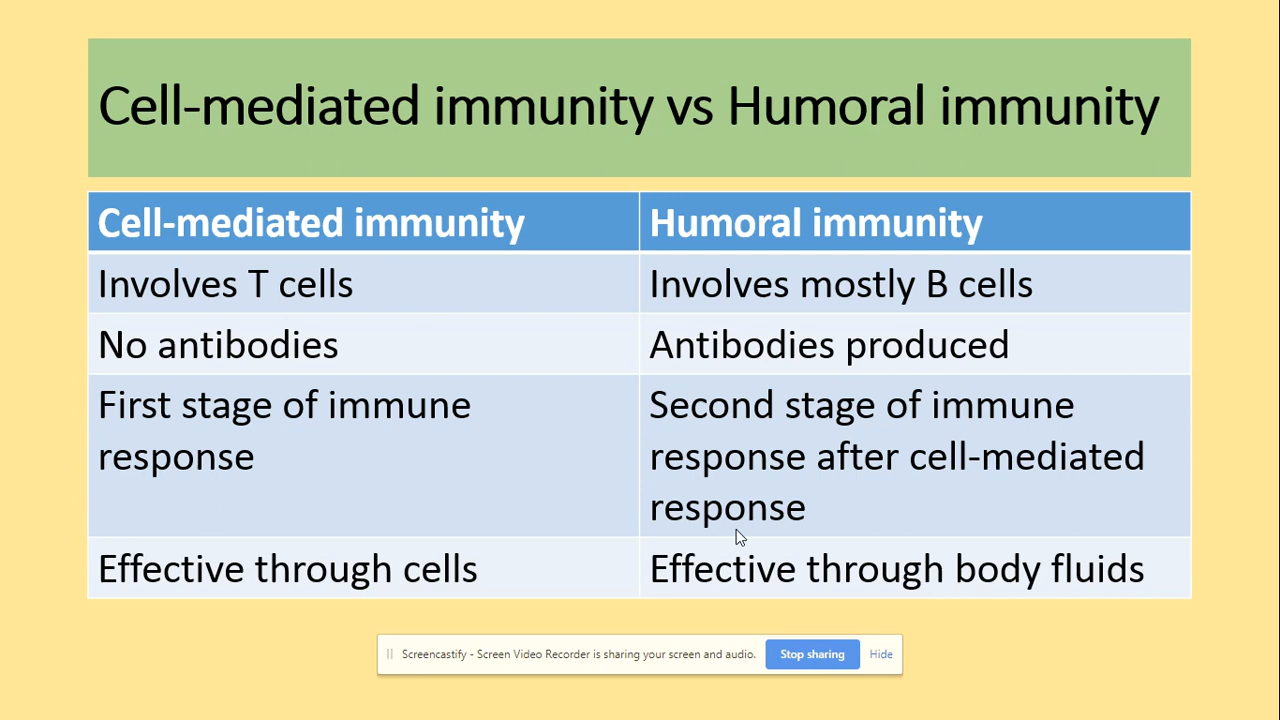 Cell-mediated immunity vs Humoral immunity
Cell-mediated immunity
Humoral immunity
Involves T cells
Involves mostly B cells
No antibodies
Antibodies produced
First stage of immune
response
Second stage of immune
response after cell-mediated
response
Effective through cells
Effective through body fluids
Screencastify - Screen Video Recorder is sharing your screen and audio.
Stop sharing
Hide